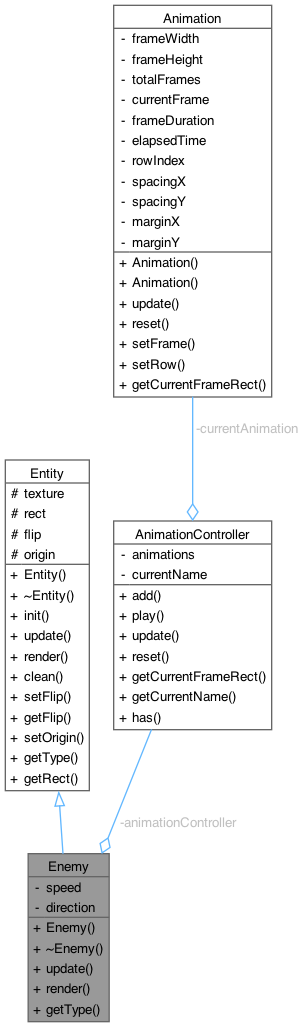 Animation
- frameWidth
- frameHeight
- totalFrames
- currentFrame
- frameDuration
- elapsedTime
- rowIndex
- spacingX
- spacingY
- marginX
- marginY
+ Animation()
+ Animation()
+ update()
+ reset()
+ setFrame()
+ setRow()
+ getCurrentFrameRect()
-currentAnimation
Entity
# texture
# rect
# flip
# origin
+ Entity()
+ ~Entity()
+ init()
+ update()
+ render()
+ clean()
+ setFlip()
+ getFlip()
+ setOrigin()
+ getType()
+ getRect()
AnimationController
- animations
- currentName
+ add()
+ play()
+ update()
+ reset()
+ getCurrentFrameRect()
+ getCurrentName()
+ has()
-animationController
Enemy
- speed
- direction
+ Enemy()
+ ~Enemy()
+ update()
+ render()
+ getType()